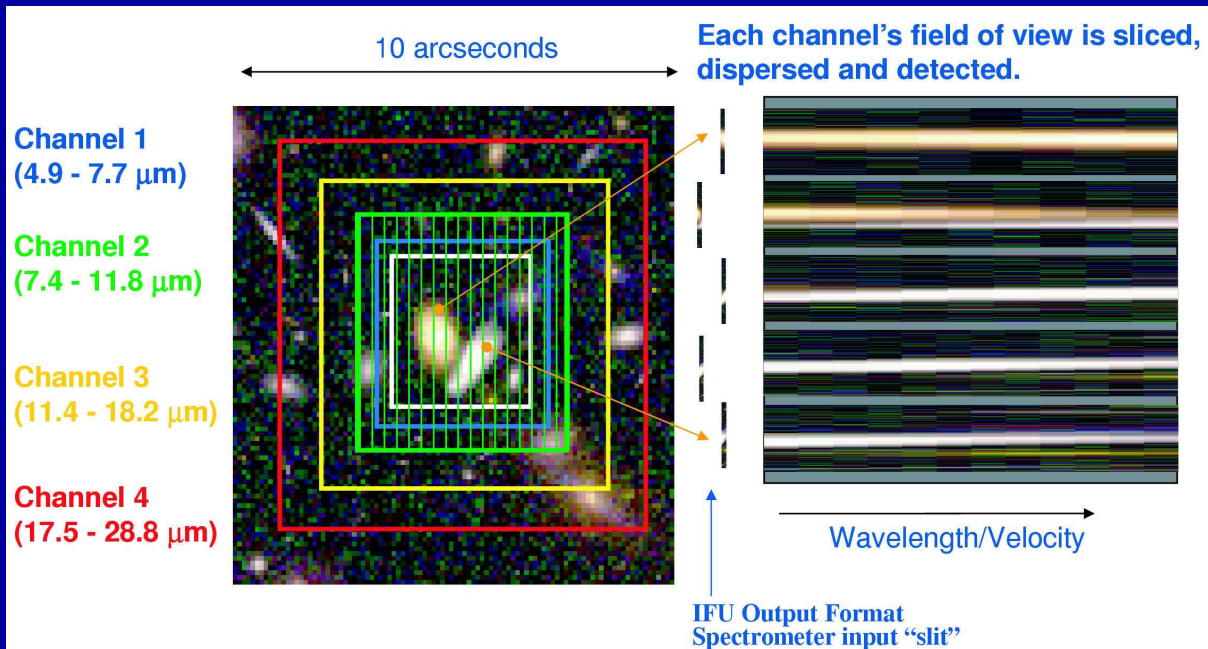 10 arcseconds
Each channel's field of view is sliced,
dispersed and detected.
Channel 1
(4.9 - 7.7 μm)
Channel 2
(7.4 - 11.8 μm)
Channel 3
(11.4 - 18.2 μm)
Channel 4
(17.5 - 28.8 μm)
Wavelength/Velocity
IFU Output Format
Spectrometer input “slit”